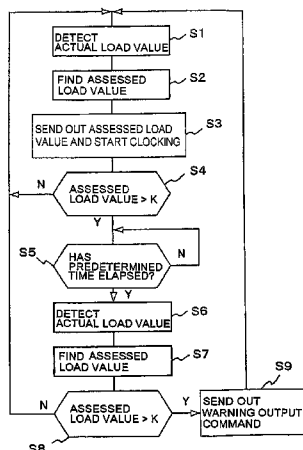 S1
DETECT
ACTUAL LOAD VALUE
S2
FIND ASSESSED
LOAD VALUE
S3
SEND OUT ASSESSED LOAD
VALUE AND START CLOCKING
S4
N
ASSESSED
LOAD VALUE > K
Y
S5
HAS
PREDETERMINED
TIME ELAPSED?
N
Y
S6
DETECT
ACTUAL LOAD VALUE
S7
FIND ASSESSED
LOAD VALUE
S9
N
ASSESSED
LOAD VALUE > K
Y
SEND OUT
WARNING OUTPUT
COMMAND
S8